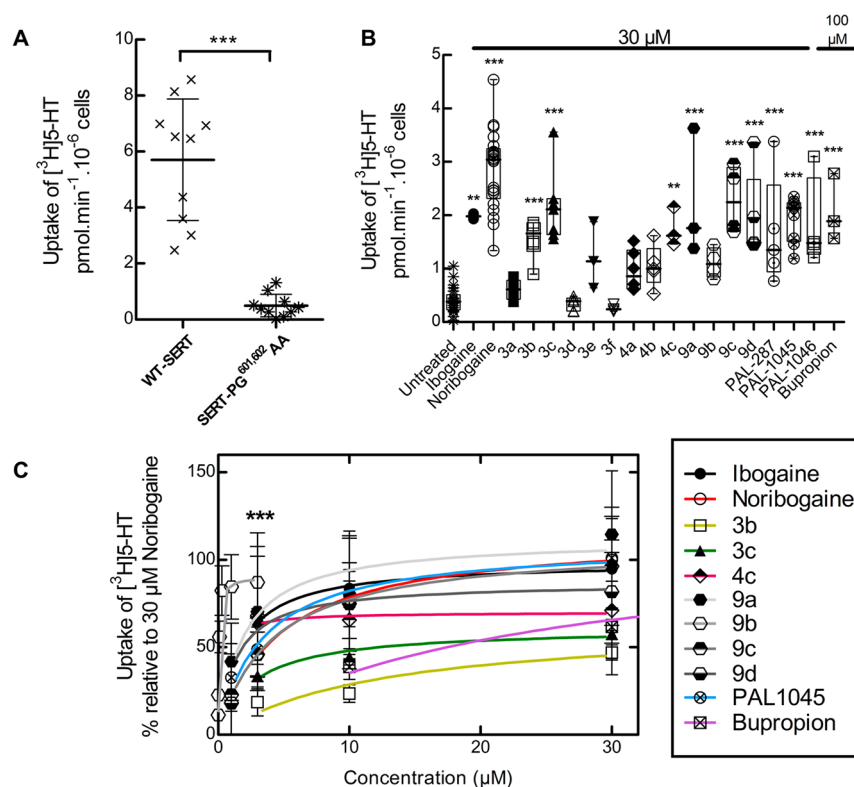 A
***
10
8
6
4
2
0
Uptake of [³H]5-HT
pmol.min⁻¹.10⁻⁶ cells
WT-SERT
SERT-PG⁶⁰¹,⁶⁰²AA
B
30 µM
100
µM
5
4
3
2
1
0
Uptake of [³H]5-HT
pmol.min⁻¹.10⁻⁶ cells
** *** *** *** ** *** *** *** *** *** *** ***
Untreated
Ibogaine
Noribogaine
3a
3b
3c
3d
3e
3f
4a
4b
4c
9a
9b
9c
9d
PAL-287
PAL-1045
PAL-1046
Bupropion
C
***
150
100
50
0
Uptake of [³H]5-HT
% relative to 30 µM Noribogaine
0 10 20 30
Concentration (µM)
Ibogaine
Noribogaine
3b
3c
4c
9a
9b
9c
9d
PAL1045
Bupropion